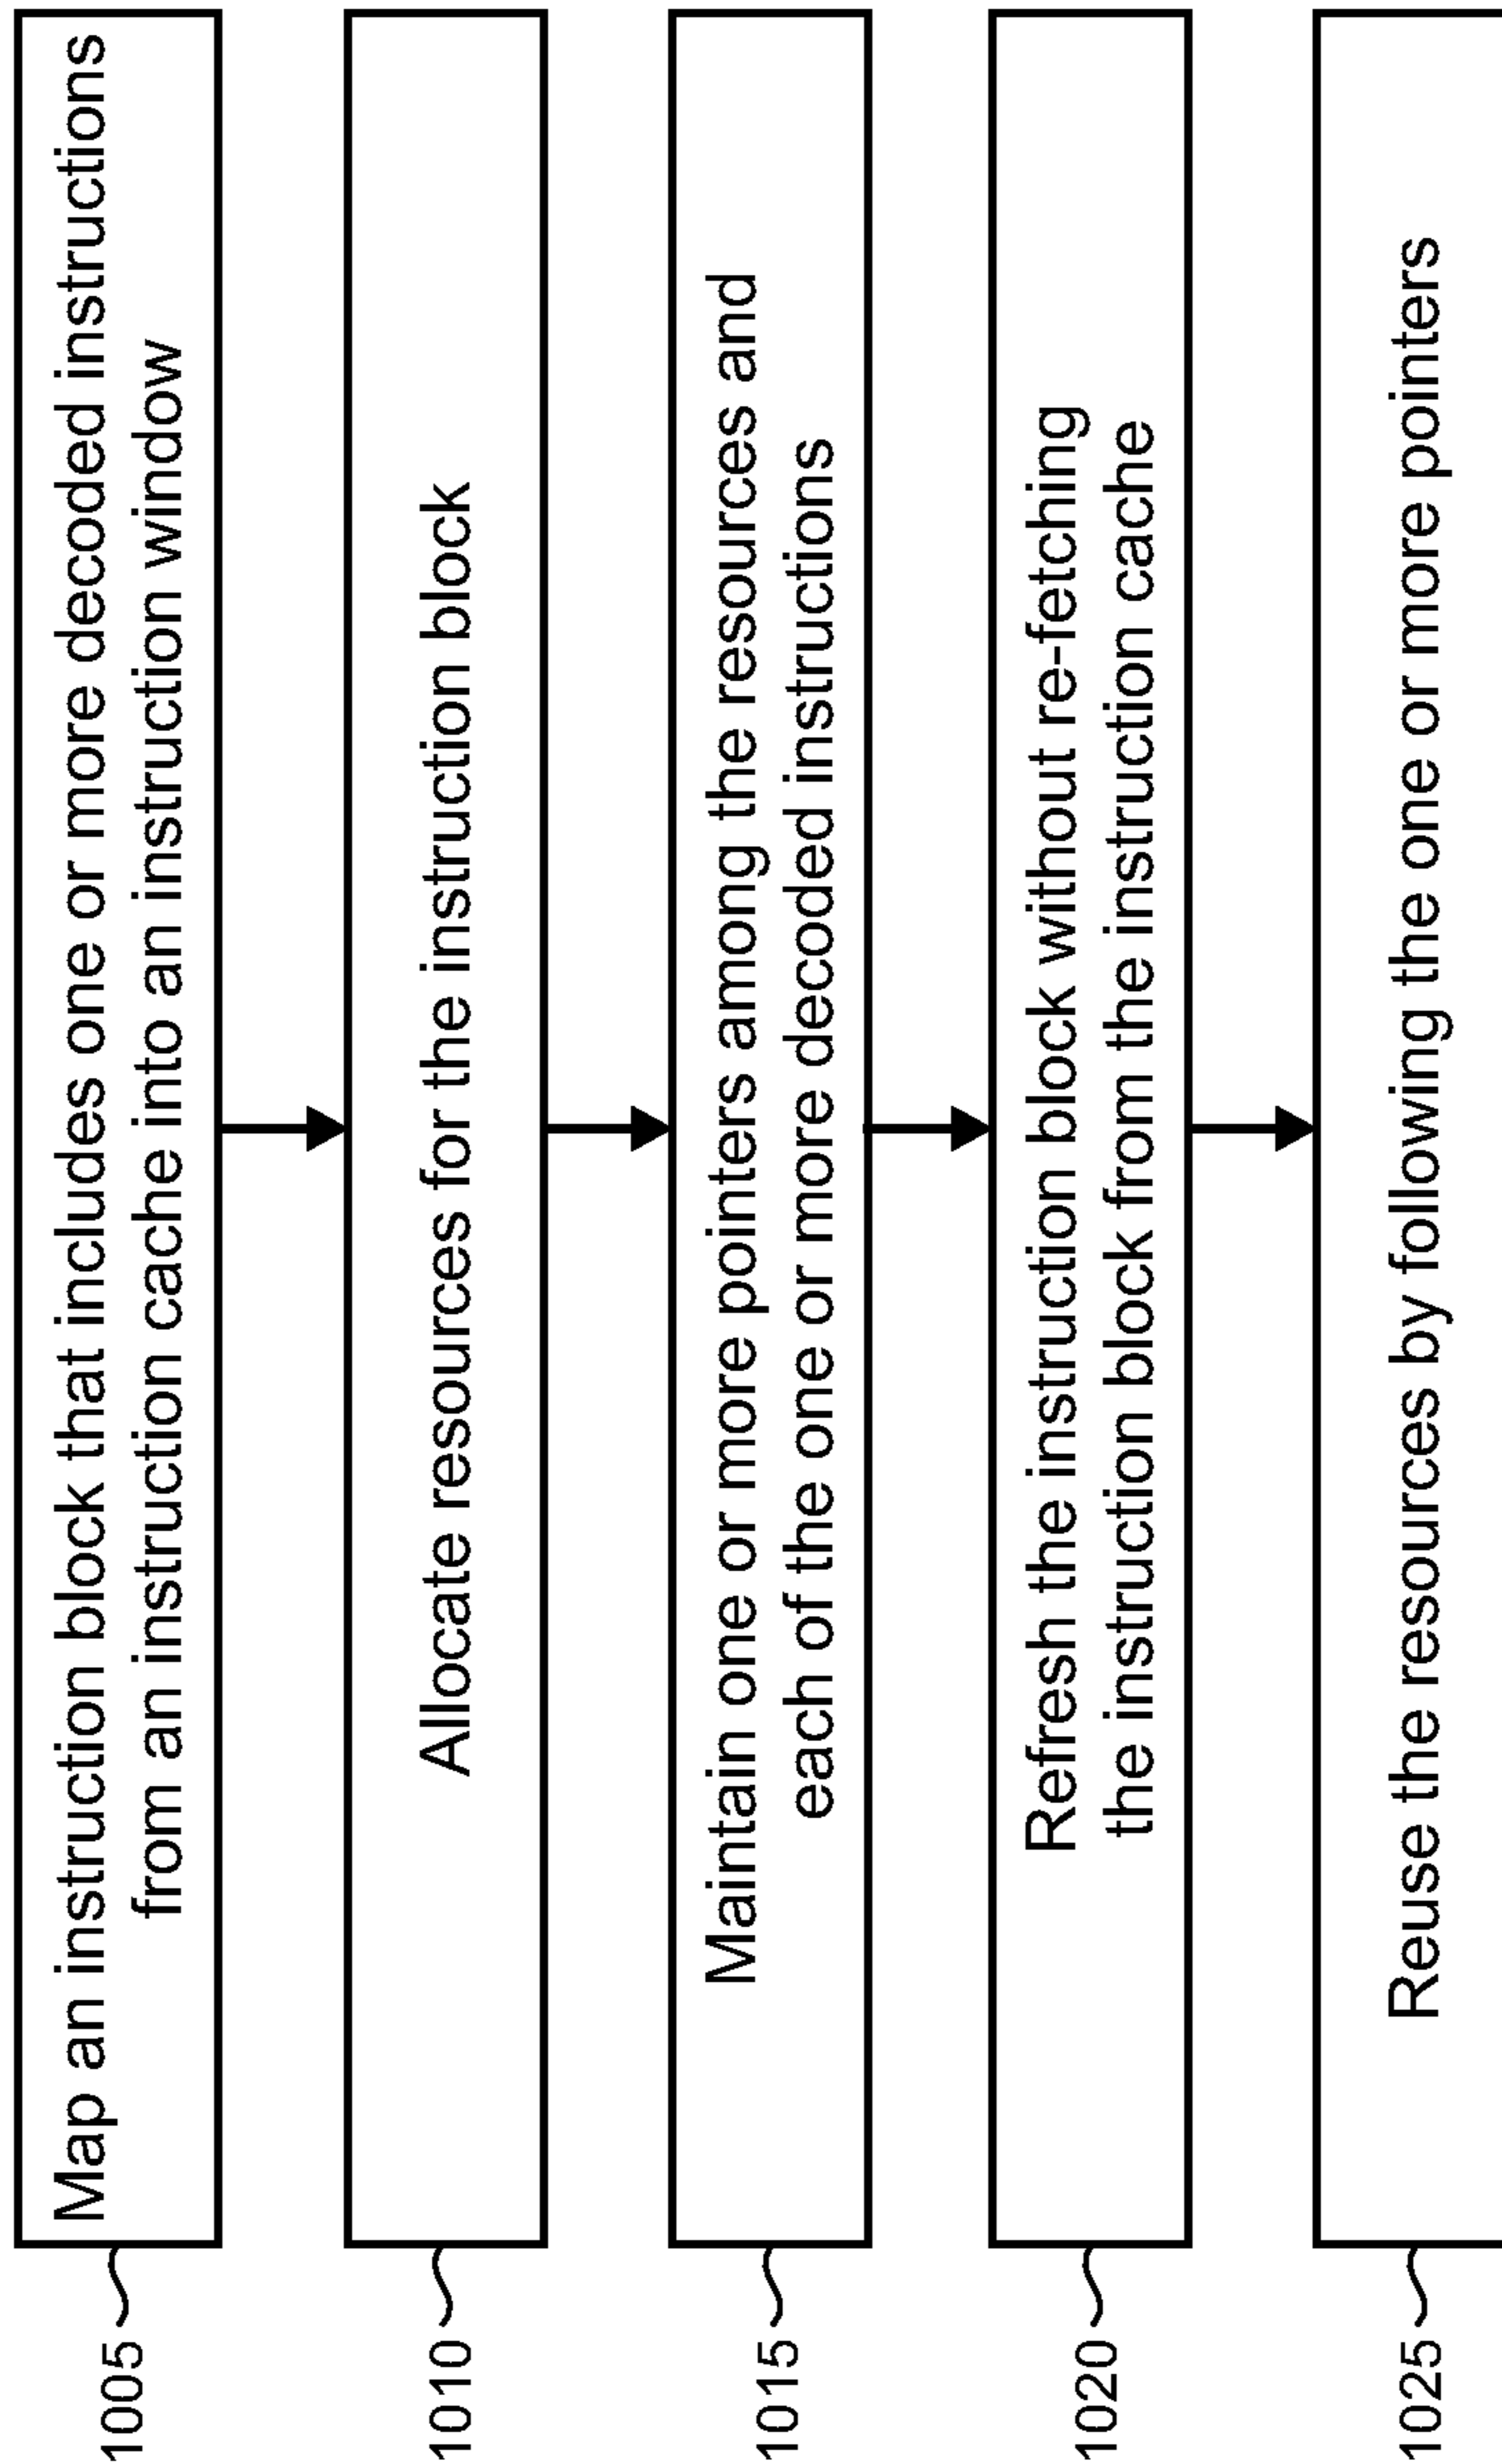 1005
Map an instruction block that includes one or more decoded instructions
from an instruction cache into an instruction window
1010
Allocate resources for the instruction block
1015
Maintain one or more pointers among the resources and
each of the one or more decoded instructions
1020
Refresh the instruction block without re-fetching
the instruction block from the instruction cache
1025
Reuse the resources by following the one or more pointers